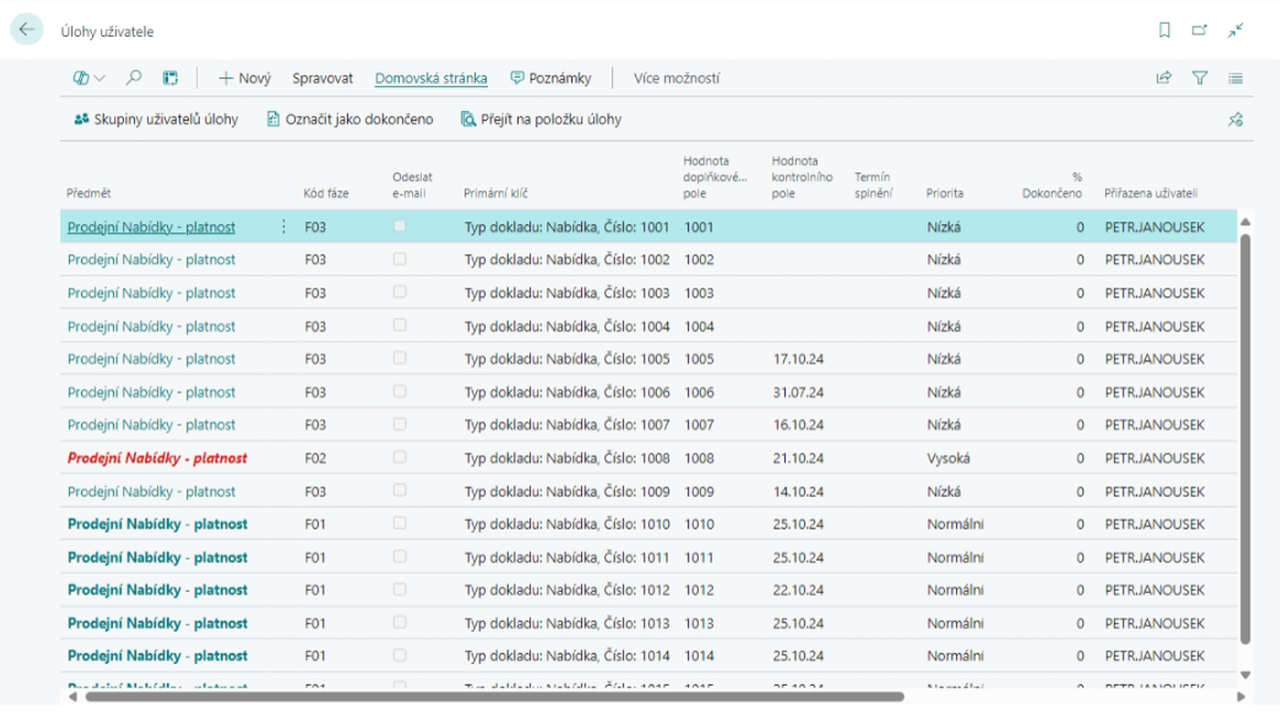 Úlohy uživatele
Nový Spravovat Domovská stránka Poznámky Více možností
Skupiny uživatelů úlohy Označit jako dokončeno Přejít na položku úlohy
Předmět Kód fáze Odeslat e-mail Primární klíč Hodnota doplňkové... pole Hodnota kontrolního pole Termín splnění Priorita % Dokončeno Přiřazena uživateli
Prodejní Nabídky - platnost F03 Typ dokladu: Nabídka, Číslo: 1001 1001 Nízká 0 PETR.JANOUSEK
Prodejní Nabídky - platnost F03 Typ dokladu: Nabídka, Číslo: 1002 1002 Nízká 0 PETR.JANOUSEK
Prodejní Nabídky - platnost F03 Typ dokladu: Nabídka, Číslo: 1003 1003 Nízká 0 PETR.JANOUSEK
Prodejní Nabídky - platnost F03 Typ dokladu: Nabídka, Číslo: 1004 1004 Nízká 0 PETR.JANOUSEK
Prodejní Nabídky - platnost F03 Typ dokladu: Nabídka, Číslo: 1005 1005 17.10.24 Nízká 0 PETR.JANOUSEK
Prodejní Nabídky - platnost F03 Typ dokladu: Nabídka, Číslo: 1006 1006 31.07.24 Nízká 0 PETR.JANOUSEK
Prodejní Nabídky - platnost F03 Typ dokladu: Nabídka, Číslo: 1007 1007 16.10.24 Nízká 0 PETR.JANOUSEK
Prodejní Nabídky - platnost F02 Typ dokladu: Nabídka, Číslo: 1008 1008 21.10.24 Vysoká 0 PETR.JANOUSEK
Prodejní Nabídky - platnost F03 Typ dokladu: Nabídka, Číslo: 1009 1009 14.10.24 Nízká 0 PETR.JANOUSEK
Prodejní Nabídky - platnost F01 Typ dokladu: Nabídka, Číslo: 1010 1010 25.10.24 Normální 0 PETR.JANOUSEK
Prodejní Nabídky - platnost F01 Typ dokladu: Nabídka, Číslo: 1011 1011 25.10.24 Normální 0 PETR.JANOUSEK
Prodejní Nabídky - platnost F01 Typ dokladu: Nabídka, Číslo: 1012 1012 22.10.24 Normální 0 PETR.JANOUSEK
Prodejní Nabídky - platnost F01 Typ dokladu: Nabídka, Číslo: 1013 1013 25.10.24 Normální 0 PETR.JANOUSEK
Prodejní Nabídky - platnost F01 Typ dokladu: Nabídka, Číslo: 1014 1014 25.10.24 Normální 0 PETR.JANOUSEK